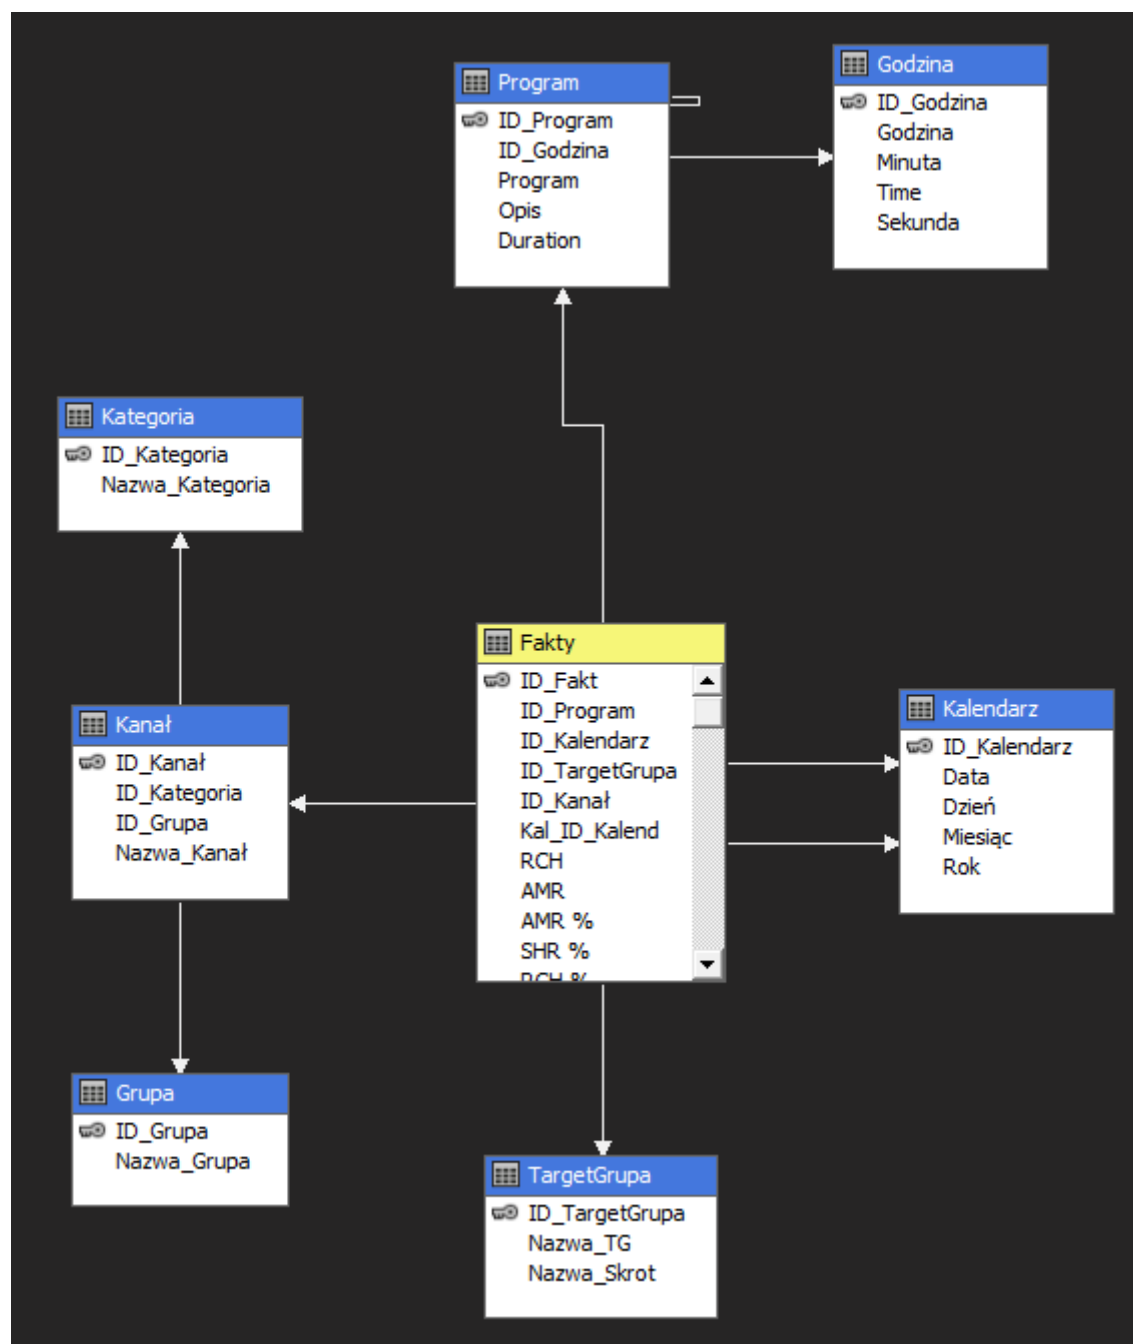 Program
ID_Program
ID_Godzina
Program
Opis
Duration
Godzina
ID_Godzina
Godzina
Minuta
Time
Sekunda
Kategoria
ID_Kategoria
Nazwa_Kategoria
Fakty
ID_Fakt
ID_Program
ID_Kalendarz
ID_TargetGrupa
ID_Kanał
Kal_ID_Kalend
RCH
AMR
AMR %
SHR %
RCH %
Kanał
ID_Kanał
ID_Kategoria
ID_Grupa
Nazwa_Kanał
Kalendarz
ID_Kalendarz
Data
Dzień
Miesiąc
Rok
Grupa
ID_Grupa
Nazwa_Grupa
TargetGrupa
ID_TargetGrupa
Nazwa_TG
Nazwa_Skrot